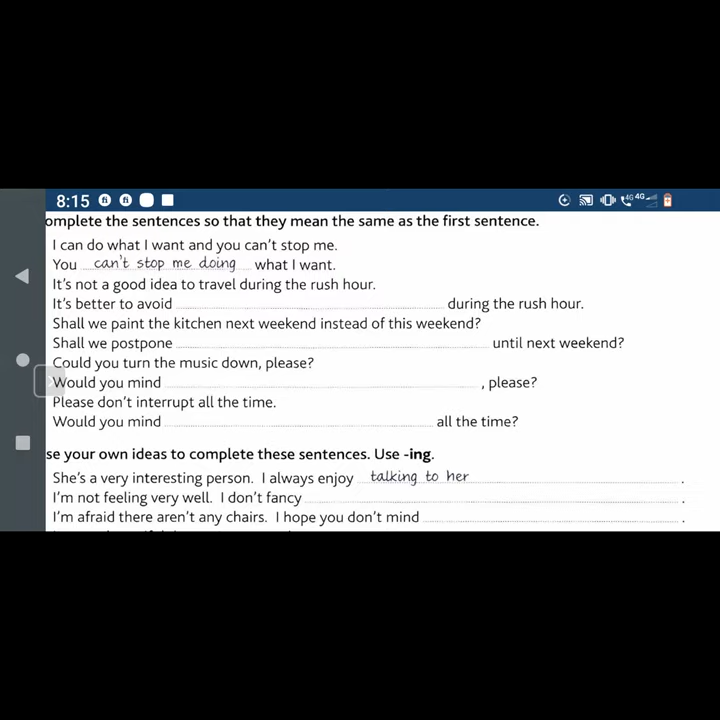 8:15
4G 4G
omplete the sentences so that they mean the same as the first sentence.
I can do what I want and you can't stop me.
You can't stop me doing what I want.
It's not a good idea to travel during the rush hour.
It's better to avoid during the rush hour.
Shall we paint the kitchen next weekend instead of this weekend?
Shall we postpone until next weekend?
Could you turn the music down, please?
Would you mind , please?
Please don't interrupt all the time.
Would you mind all the time?
se your own ideas to complete these sentences. Use -ing.
She's a very interesting person. I always enjoy talking to her .
I'm not feeling very well. I don't fancy .
I'm afraid there aren't any chairs. I hope you don't mind .